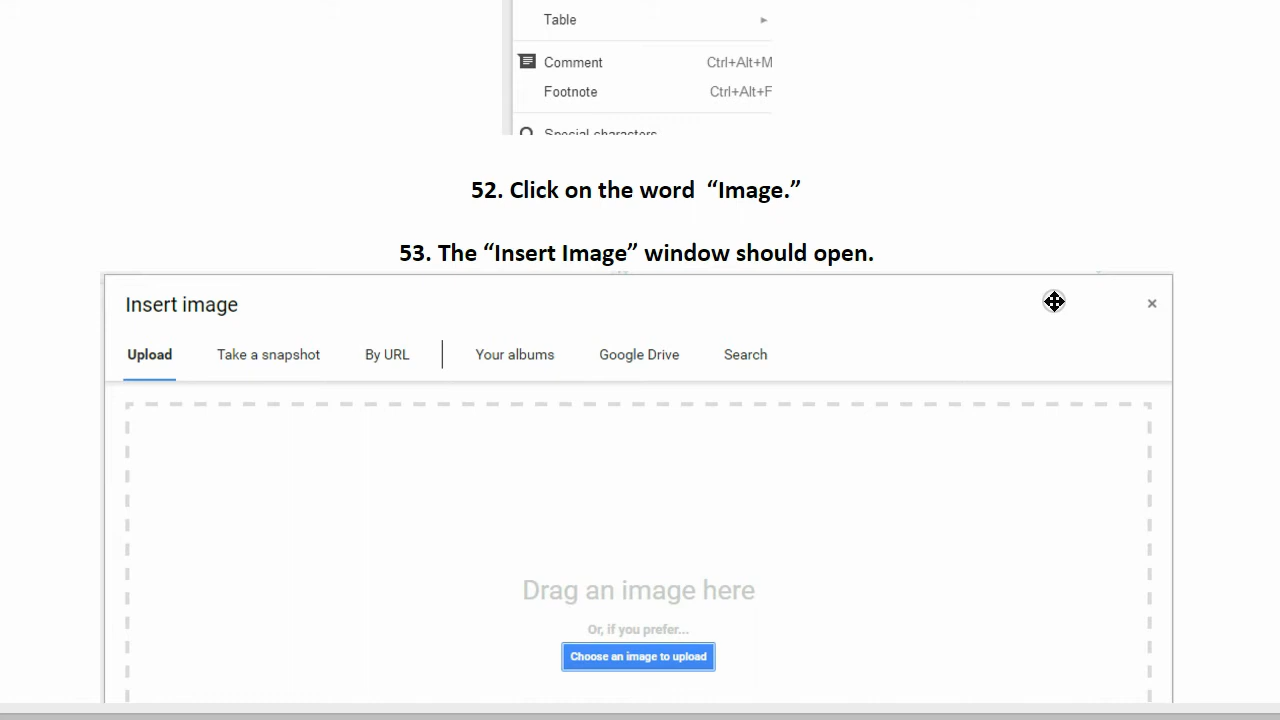 Table
Comment Ctrl+Alt+M
Footnote Ctrl+Alt+F
Special characters
52. Click on the word “Image.”
53. The “Insert Image” window should open.
Insert image ×
Upload Take a snapshot By URL Your albums Google Drive Search
Drag an image here
Or, if you prefer...
Choose an image to upload